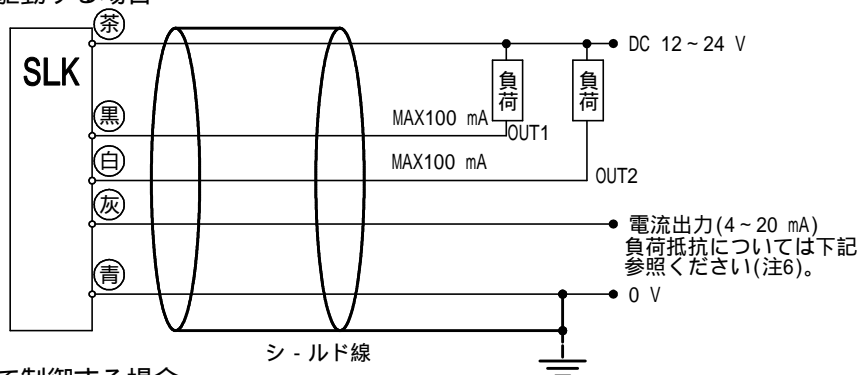 駆動する場合
茶
DC 12~24 V
SLK
負荷
負荷
黒
MAX100 mA
OUT1
白
MAX100 mA
OUT2
灰
電流出力(4~20 mA)
負荷抵抗については下記
参照ください(注6)。
青
0 V
シ-ルド線
て制御する場合